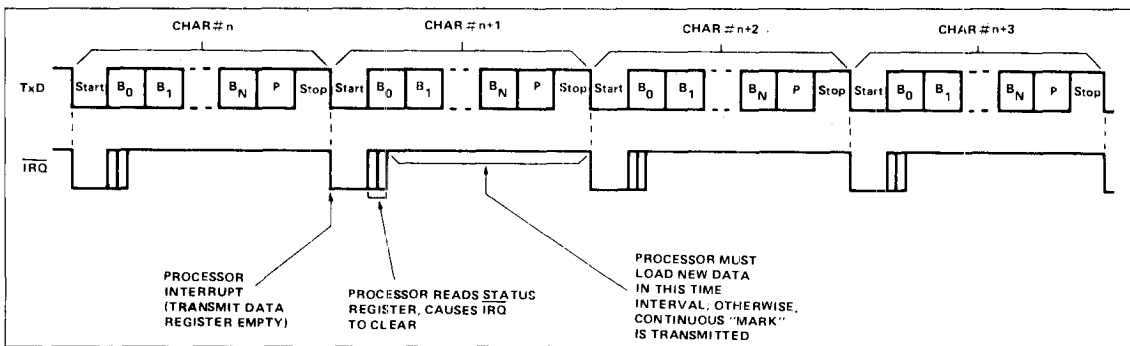 CHAR#n CHAR#n+1 CHAR#n+2 CHAR#n+3
TxD Start B0 B1 BN P Stop Start B0 B1 BN P Stop Start B0 B1 BN P Stop Start B0 B1 BN P Stop
IRQ
PROCESSOR
INTERRUPT
(TRANSMIT DATA
REGISTER EMPTY)
PROCESSOR READS STATUS
REGISTER, CAUSES IRQ
TO CLEAR
PROCESSOR MUST
LOAD NEW DATA
IN THIS TIME
INTERVAL; OTHERWISE,
CONTINUOUS "MARK"
IS TRANSMITTED